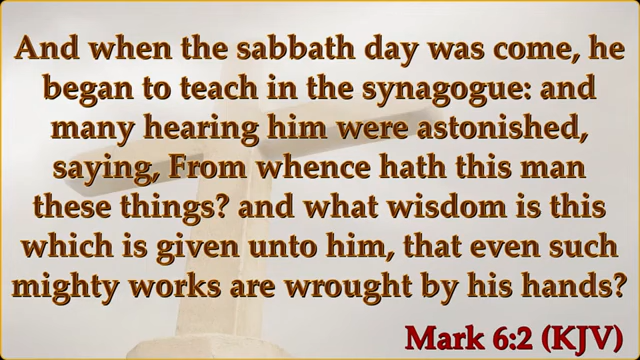 And when the sabbath day was come, he
began to teach in the synagogue: and
many hearing him were astonished,
saying, From whence hath this man
these things? and what wisdom is this
which is given unto him, that even such
mighty works are wrought by his hands?
Mark 6:2 (KJV)